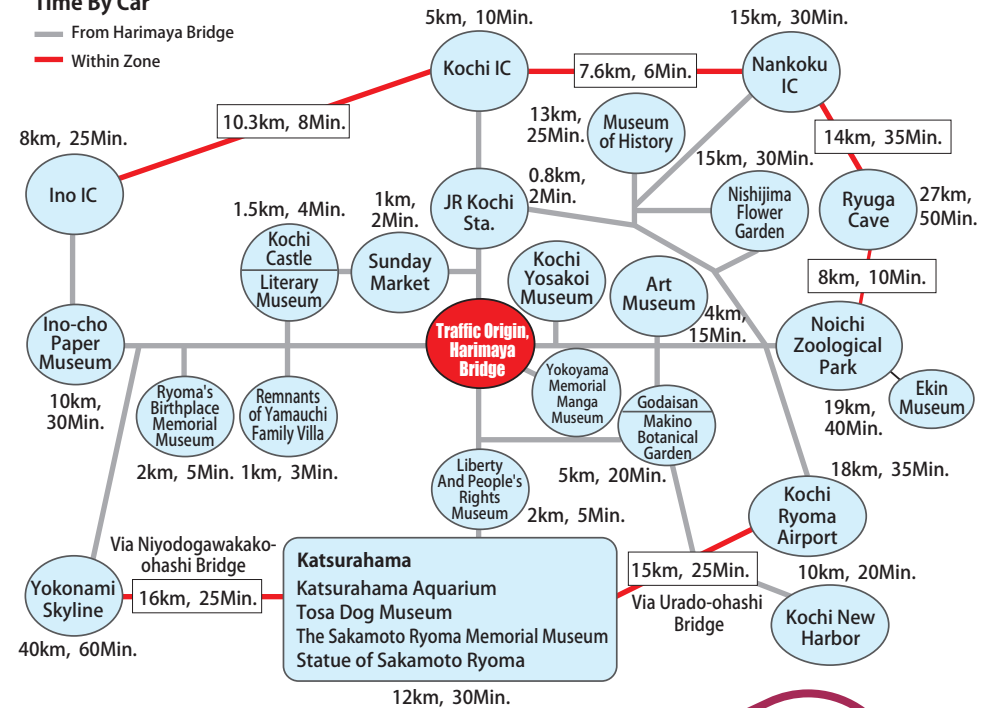 Time By Car
From Harimaya Bridge
Within Zone
5km, 10Min.
Kochi IC
7.6km, 6Min.
15km, 30Min.
Nankoku
IC
10.3km, 8Min.
8km, 25Min.
Ino IC
13km,
25Min.
Museum
of History
14km, 35Min.
15km, 30Min.
Nishijima
Flower
Garden
Ryuga
Cave
27km,
50Min.
0.8km,
2Min.
JR Kochi
Sta.
1km,
2Min.
Sunday
Market
1.5km, 4Min.
Kochi
Castle
Literary
Museum
Kochi
Yosakoi
Museum
Art
Museum
4km,
15Min.
8km, 10Min.
Ino-cho
Paper
Museum
10km,
30Min.
Traffic Origin,
Harimaya
Bridge
Noichi
Zoological
Park
19km,
40Min.
Ekin
Museum
Ryoma's
Birthplace
Memorial
Museum
2km, 5Min.
Remnants
of Yamauchi
Family Villa
1km, 3Min.
Yokoyama
Memorial
Manga
Museum
Godaisan
Makino
Botanical
Garden
5km, 20Min.
Liberty
And People's
Rights
Museum
2km, 5Min.
18km, 35Min.
Kochi
Ryoma
Airport
Via Niyodogawakako-
ohashi Bridge
Yokonami
Skyline
16km, 25Min.
40km, 60Min.
Katsurahama
Katsurahama Aquarium
Tosa Dog Museum
The Sakamoto Ryoma Memorial Museum
Statue of Sakamoto Ryoma
12km, 30Min.
15km, 25Min.
Via Urado-ohashi
Bridge
10km, 20Min.
Kochi New
Harbor